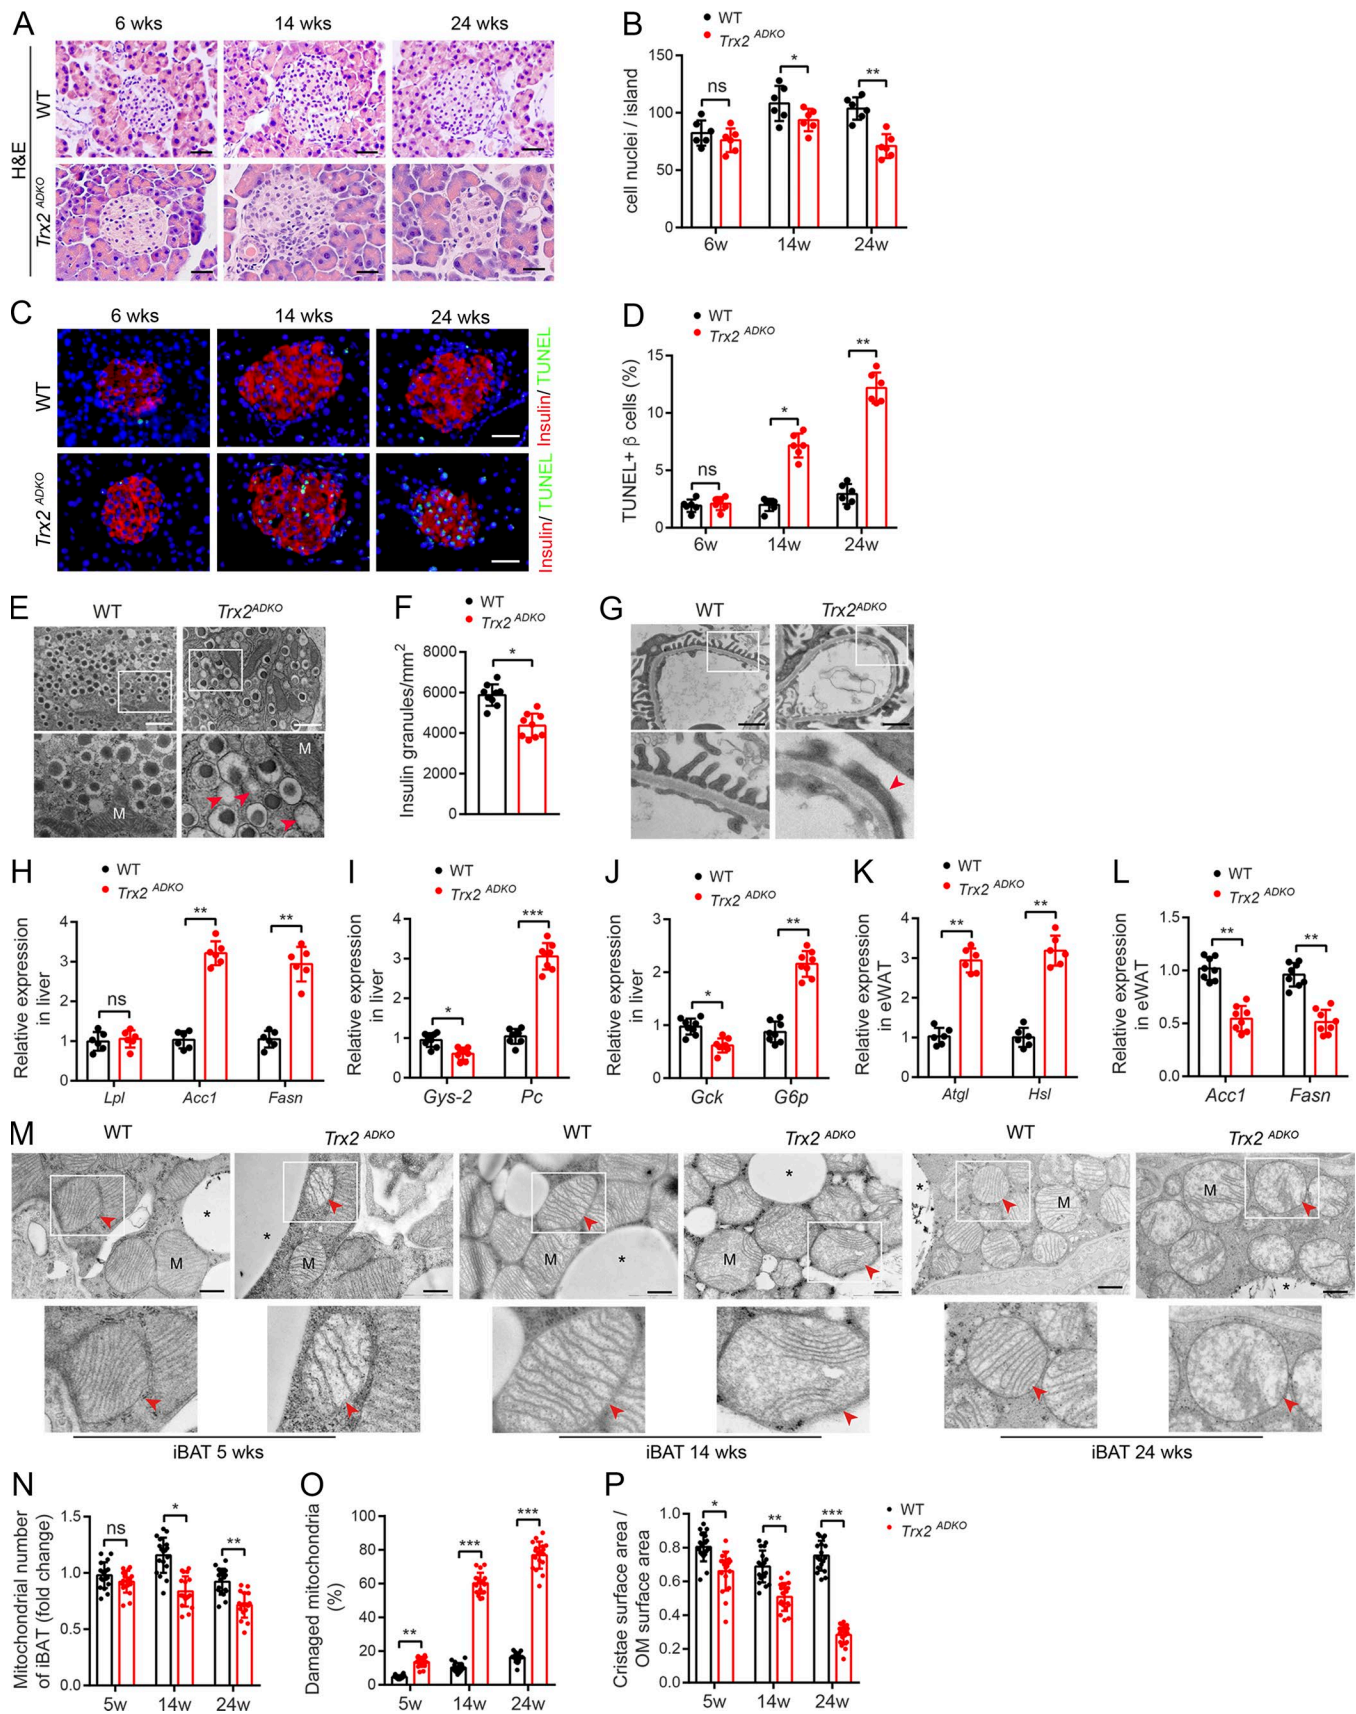 A
6 wks
14 wks
24 wks
H&E
WT
Trx2 ADKO
B
WT
Trx2 ADKO
cell nuclei / island
150
100
50
0
ns
*
**
6w
14w
24w
C
6 wks
14 wks
24 wks
WT
Trx2 ADKO
Insulin/ TUNEL
Insulin/ TUNEL
D
WT
Trx2 ADKO
TUNEL+ β cells (%)
15
10
5
0
ns
*
**
6w
14w
24w
E
WT
Trx2ADKO
M
M
F
WT
Trx2 ADKO
Insulin granules/mm2
8000
6000
4000
2000
0
*
G
WT
Trx2ADKO
H
WT
Trx2 ADKO
Relative expression
in liver
4
3
2
1
0
ns
**
**
Lpl
Acc1
Fasn
I
WT
Trx2 ADKO
Relative expression
in liver
4
3
2
1
0
*
***
Gys-2
Pc
J
WT
Trx2 ADKO
Relative expression
in liver
3
2
1
0
*
**
Gck
G6p
K
WT
Trx2 ADKO
Relative expression
in eWAT
4
3
2
1
0
**
**
Atgl
Hsl
L
WT
Trx2 ADKO
Relative expression
in eWAT
1.5
1.0
0.5
0.0
**
**
Acc1
Fasn
M
WT
Trx2 ADKO
WT
Trx2 ADKO
WT
Trx2 ADKO
M
*
*
M
M
*
*
M
*
M
M
*
iBAT 5 wks
iBAT 14 wks
iBAT 24 wks
N
Mitochondrial number
of iBAT (fold change)
1.5
1.0
0.5
0.0
ns
*
**
5w
14w
24w
O
Damaged mitochondria
(%)
100
80
60
40
20
0
**
***
***
5w
14w
24w
P
Cristae surface area /
OM surface area
1.0
0.8
0.6
0.4
0.2
0.0
*
**
***
5w
14w
24w
WT
Trx2 ADKO